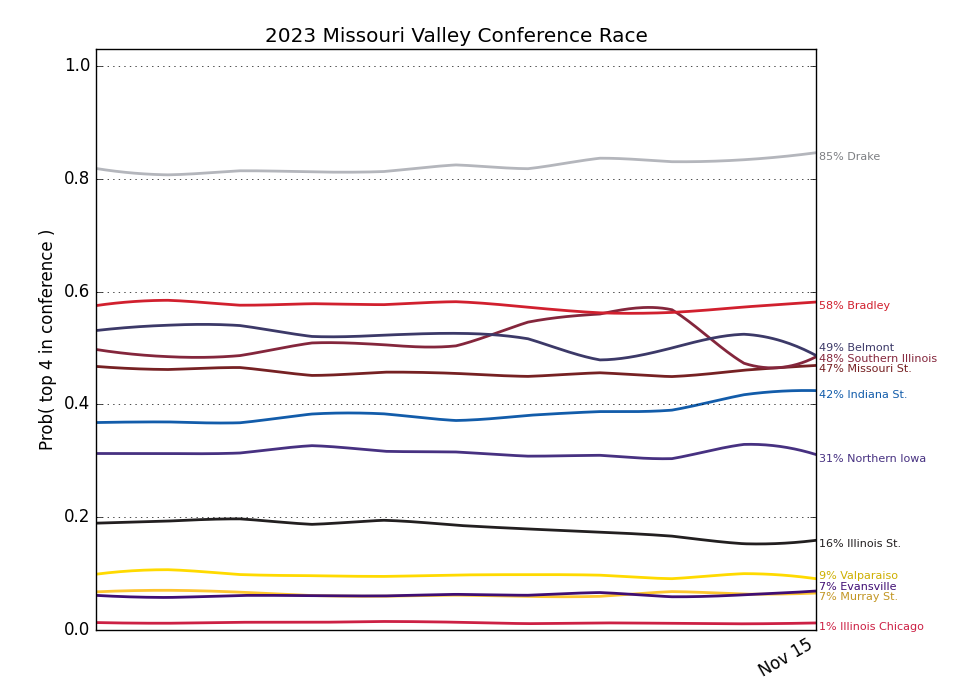 2023 Missouri Valley Conference Race
Prob( top 4 in conference )
1.0
0.8
0.6
0.4
0.2
0.0
85% Drake
58% Bradley
49% Belmont
48% Southern Illinois
47% Missouri St.
42% Indiana St.
31% Northern Iowa
16% Illinois St.
9% Valparaiso
7% Evansville
7% Murray St.
1% Illinois Chicago
Nov 15